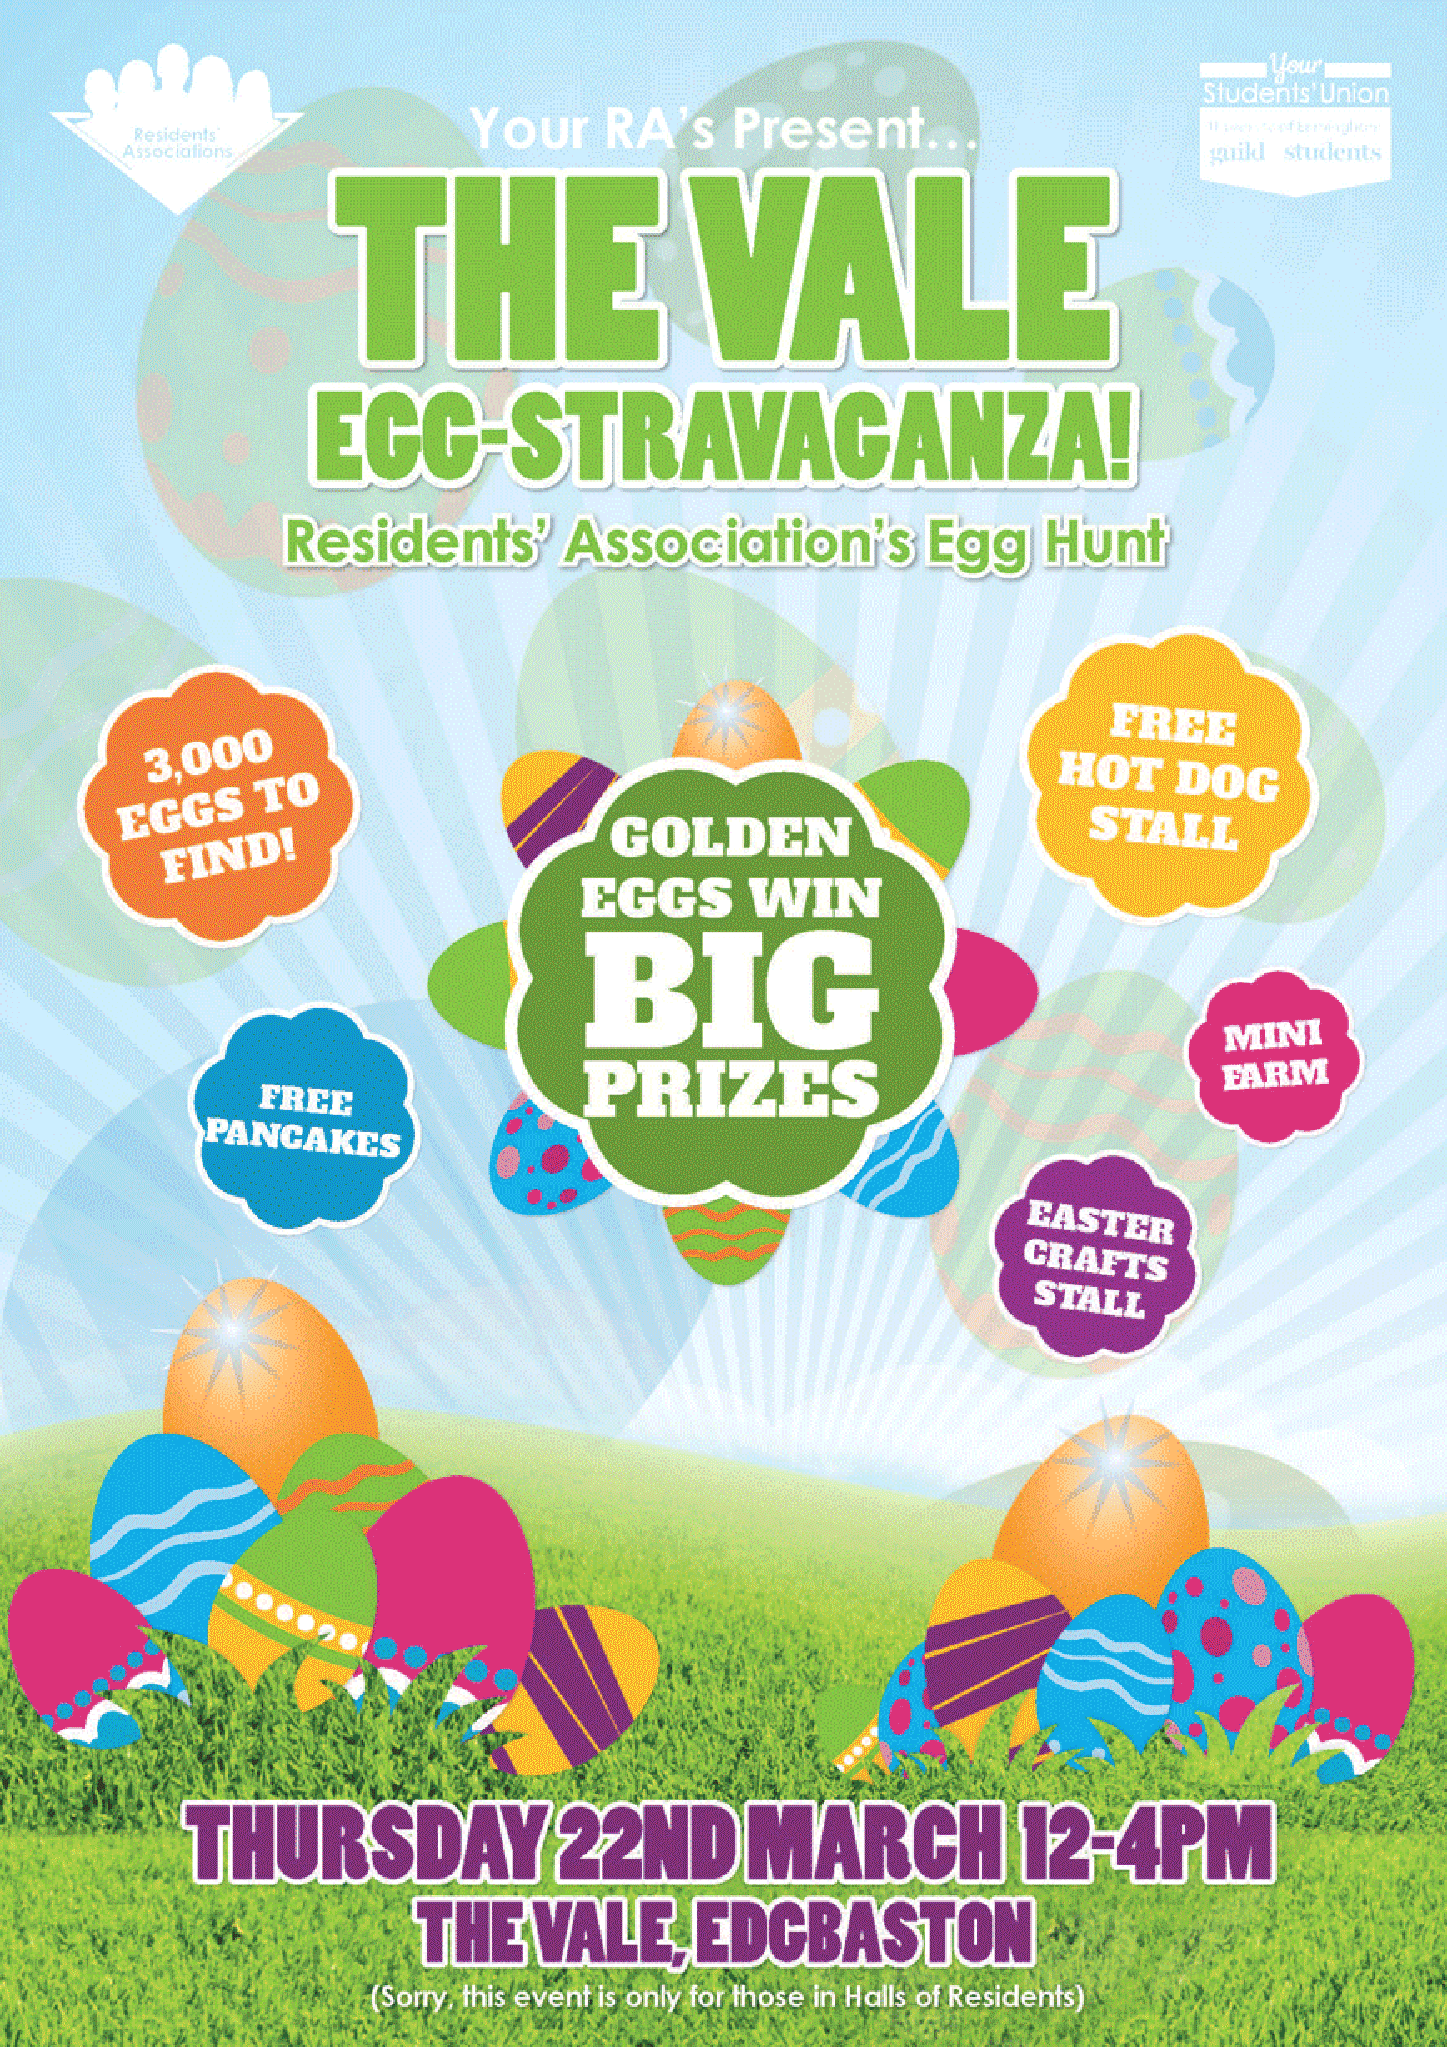 Residents'
Associations
Your
Students'Union
University of Birmingham
guild students
Your RA's Present...
THE VALE
EGG-STRAVAGANZA!
Residents' Association's Egg Hunt
3,000
EGGS TO
FIND!
GOLDEN
EGGS WIN
BIG
PRIZES
FREE
HOT DOG
STALL
FREE
PANCAKES
MINI
FARM
EASTER
CRAFTS
STALL
THURSDAY 22ND MARCH 12-4PM
THE VALE, EDGBASTON
(Sorry, this event is only for those in Halls of Residents)